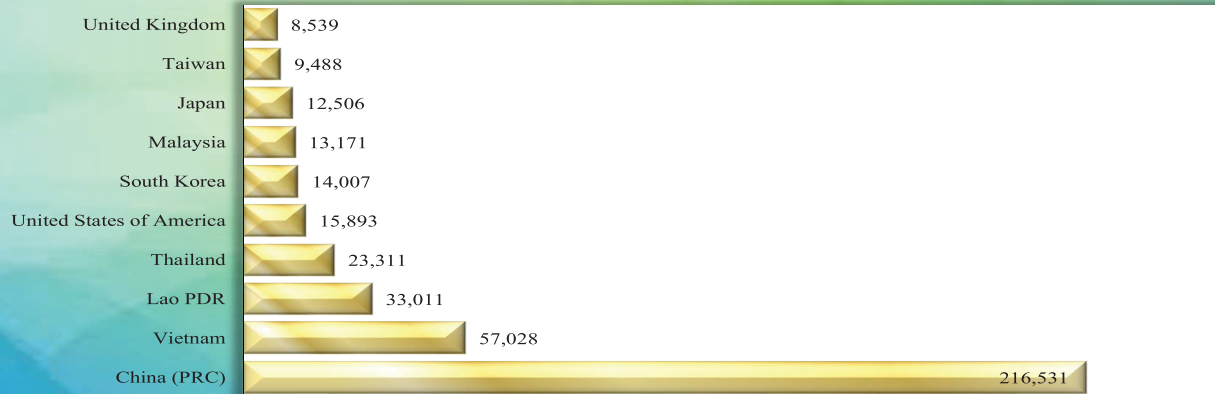 United Kingdom 8,539
Taiwan 9,488
Japan 12,506
Malaysia 13,171
South Korea 14,007
United States of America 15,893
Thailand 23,311
Lao PDR 33,011
Vietnam 57,028
China (PRC) 216,531